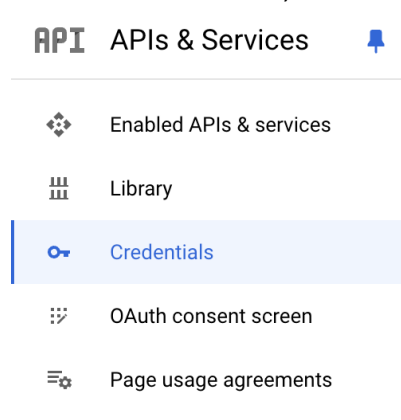 API APIs & Services
Enabled APIs & services
Library
Credentials
OAuth consent screen
Page usage agreements